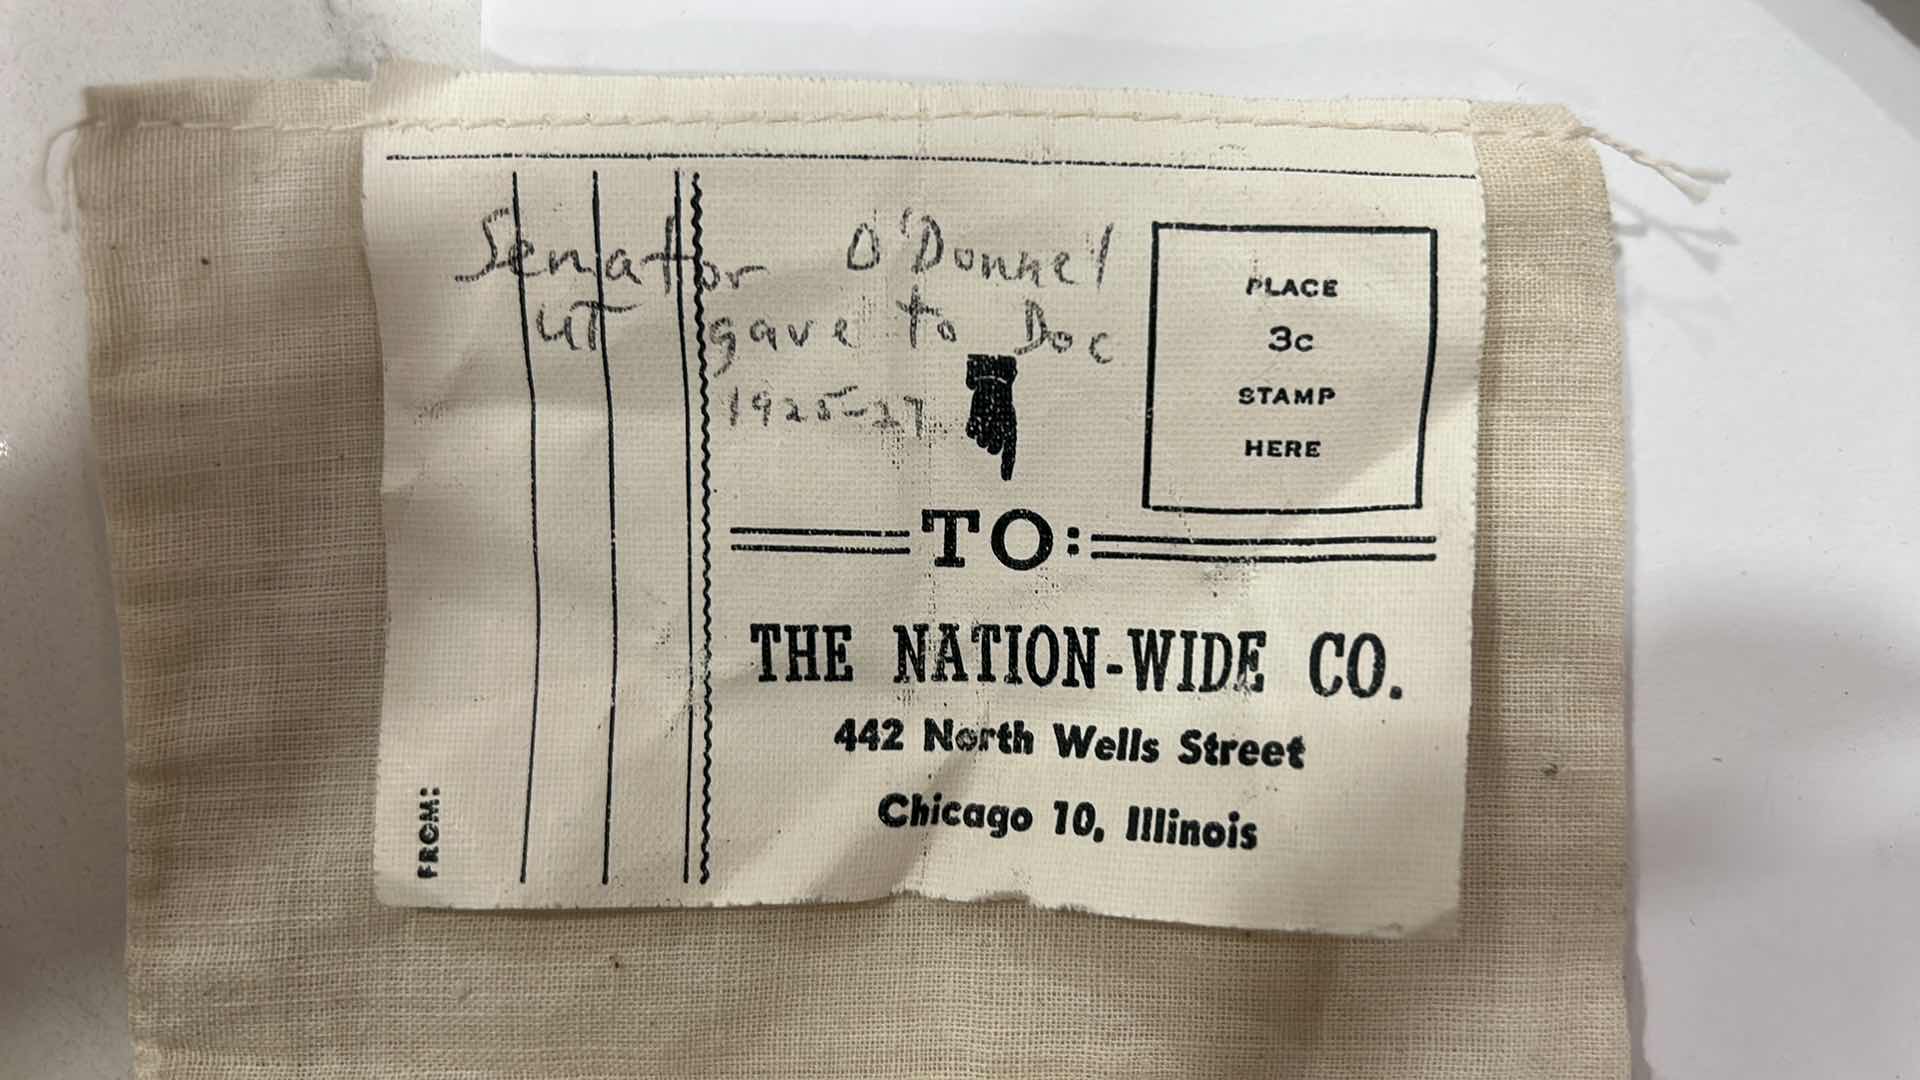 Senator O'Donnel
UT gave to Doc
1925-27
PLACE
3c
STAMP
HERE
TO:
THE NATION-WIDE CO.
442 North Wells Street
Chicago 10, Illinois
FROM: